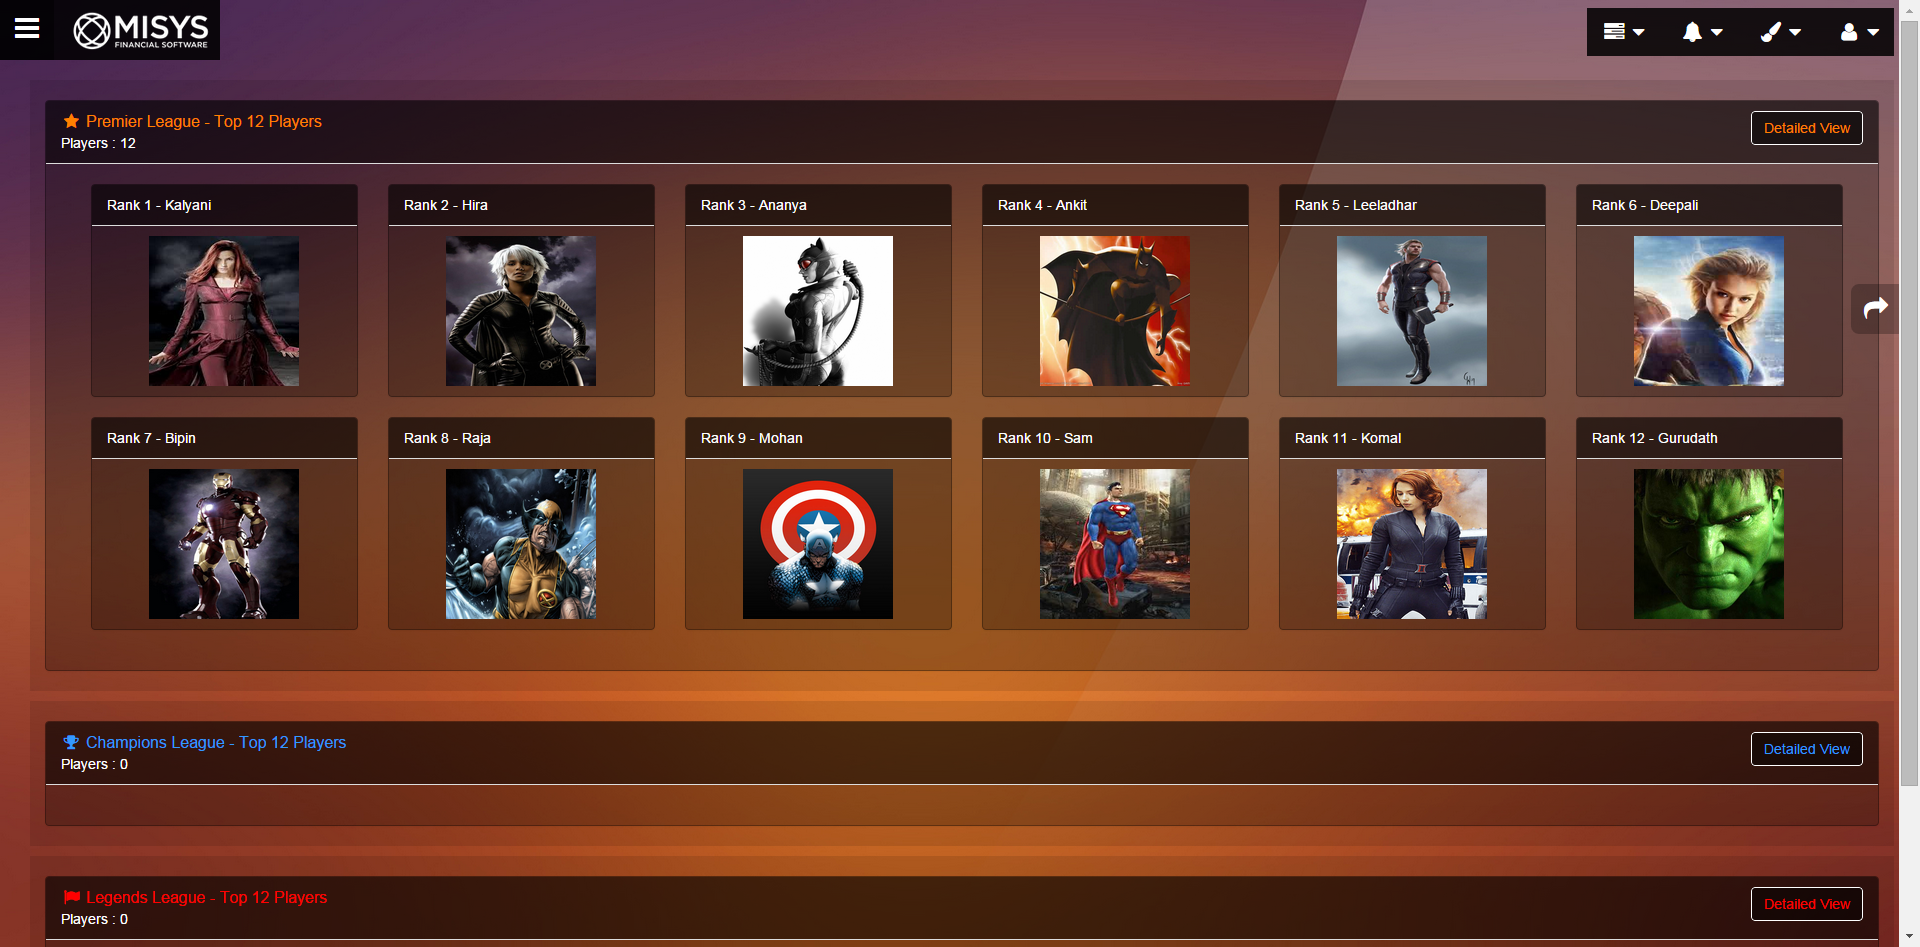 MISYS
FINANCIAL SOFTWARE
Premier League - Top 12 Players
Players : 12
Detailed View
Rank 1 - Kalyani
Rank 2 - Hira
Rank 3 - Ananya
Rank 4 - Ankit
Rank 5 - Leeladhar
Rank 6 - Deepali
Rank 7 - Bipin
Rank 8 - Raja
Rank 9 - Mohan
Rank 10 - Sam
Rank 11 - Komal
Rank 12 - Gurudath
Champions League - Top 12 Players
Players : 0
Detailed View
Legends League - Top 12 Players
Players : 0
Detailed View